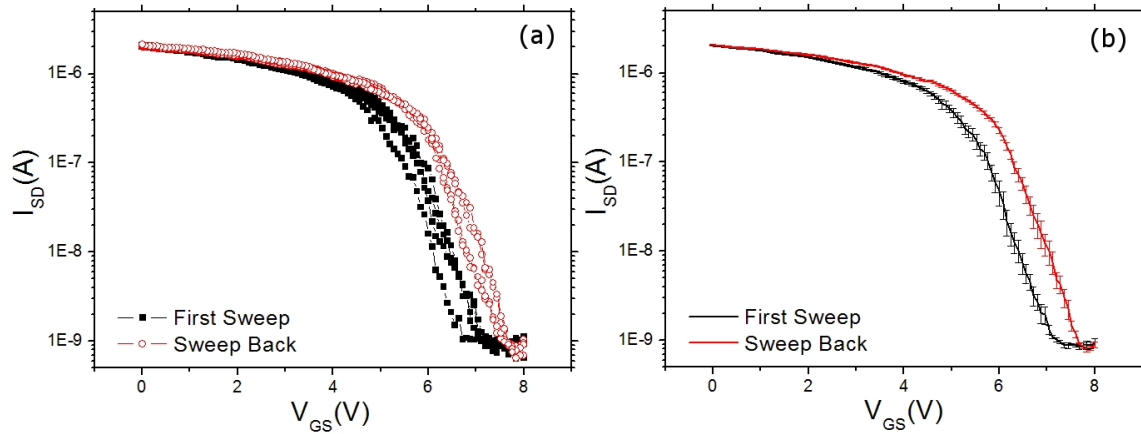 (a)
1E-6
1E-7
1E-8
1E-9
I_SD(A)
First Sweep
Sweep Back
0 2 4 6 8
V_GS(V)
(b)
1E-6
1E-7
1E-8
1E-9
I_SD(A)
First Sweep
Sweep Back
0 2 4 6 8
V_GS(V)